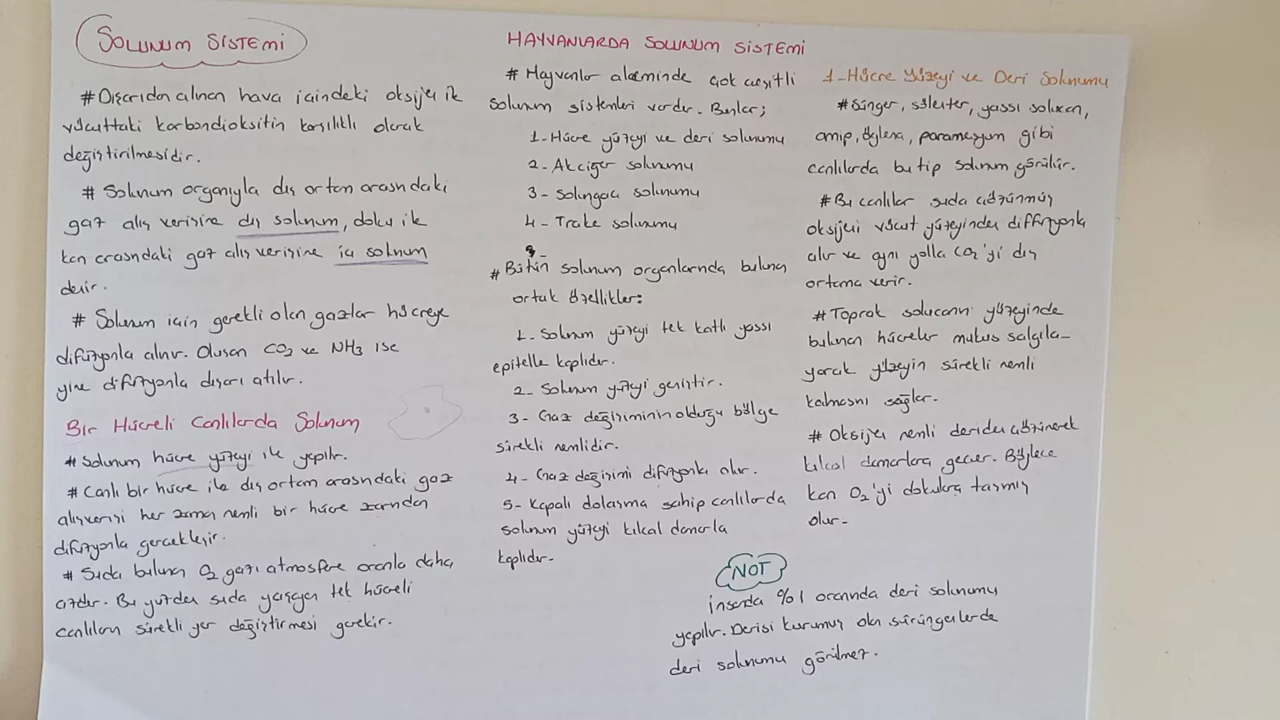 SOLUNUM SİSTEMİ
# Dışarıdan alınan hava içindeki oksijen ile
vücuttaki karbondioksitin karşılıklı olarak
değiştirilmesidir.
# Solunum organıyla dış ortam arasındaki
gaz alış verişine dış solunum, doku ile
kan arasındaki gaz alış verişine iç solunum
denir.
# Solunum için gerekli olan gazlar hücreye
difüzyonla alınır. Oluşan CO2 ve NH3 ise
yine difüzyonla dışarı atılır.
Bir Hücreli Canlılarda Solunum
# Solunum hücre yüzeyi ile yapılır.
# Canlı bir hücre ile dış ortam arasındaki gaz
alışverişi her zaman nemli bir hücre zarından
difüzyonla gerçekleşir.
# Suda bulunan O2 gazı atmosfere oranla daha
azdır. Bu yüzden suda yaşayan tek hücreli
canlıların sürekli yer değiştirmesi gerekir.
HAYVANLARDA SOLUNUM SİSTEMİ
# Hayvanlar aleminde çok çeşitli
solunum sistemleri vardır. Bunlar;
1- Hücre yüzeyi ve deri solunumu
2- Akciğer solunumu
3- Solungaç solunumu
4- Trake solunumu
# Bütün solunum organlarında bulunan
ortak özellikler:
1- Solunum yüzeyi tek katlı yassı
epitelle kaplıdır.
2- Solunum yüzeyi geniştir.
3- Gaz değişiminin olduğu bölge
sürekli nemlidir.
4- Gaz değişimi difüzyonla olur.
5- Kapalı dolaşıma sahip canlılarda
solunum yüzeyi kılcal damarla
kaplıdır.
1-Hücre Yüzeyi ve Deri Solunumu
# Sünger, sölenter, yassı solucan,
amip, öglena, paramezyum gibi
canlılarda bu tip solunum görülür.
# Bu canlılar suda çözünmüş
oksijeni vücut yüzeyinden diffüzyonla
alır ve aynı yolla CO2'yi dış
ortama verir.
# Toprak solucanı yüzeyinde
bulunan hücreler mukus salgıla-
yarak yüzeyin sürekli nemli
kalmasını sağlar.
# Oksijen nemli deriden çözünerek
kılcal damarlara geçer. Böylece
kan O2'yi dokulara taşımış
olur-
NOT
İnsanda %1 oranında deri solunumu
yapılır. Derisi kurumuş olan sürüngenlerde
deri solunumu görülmez.